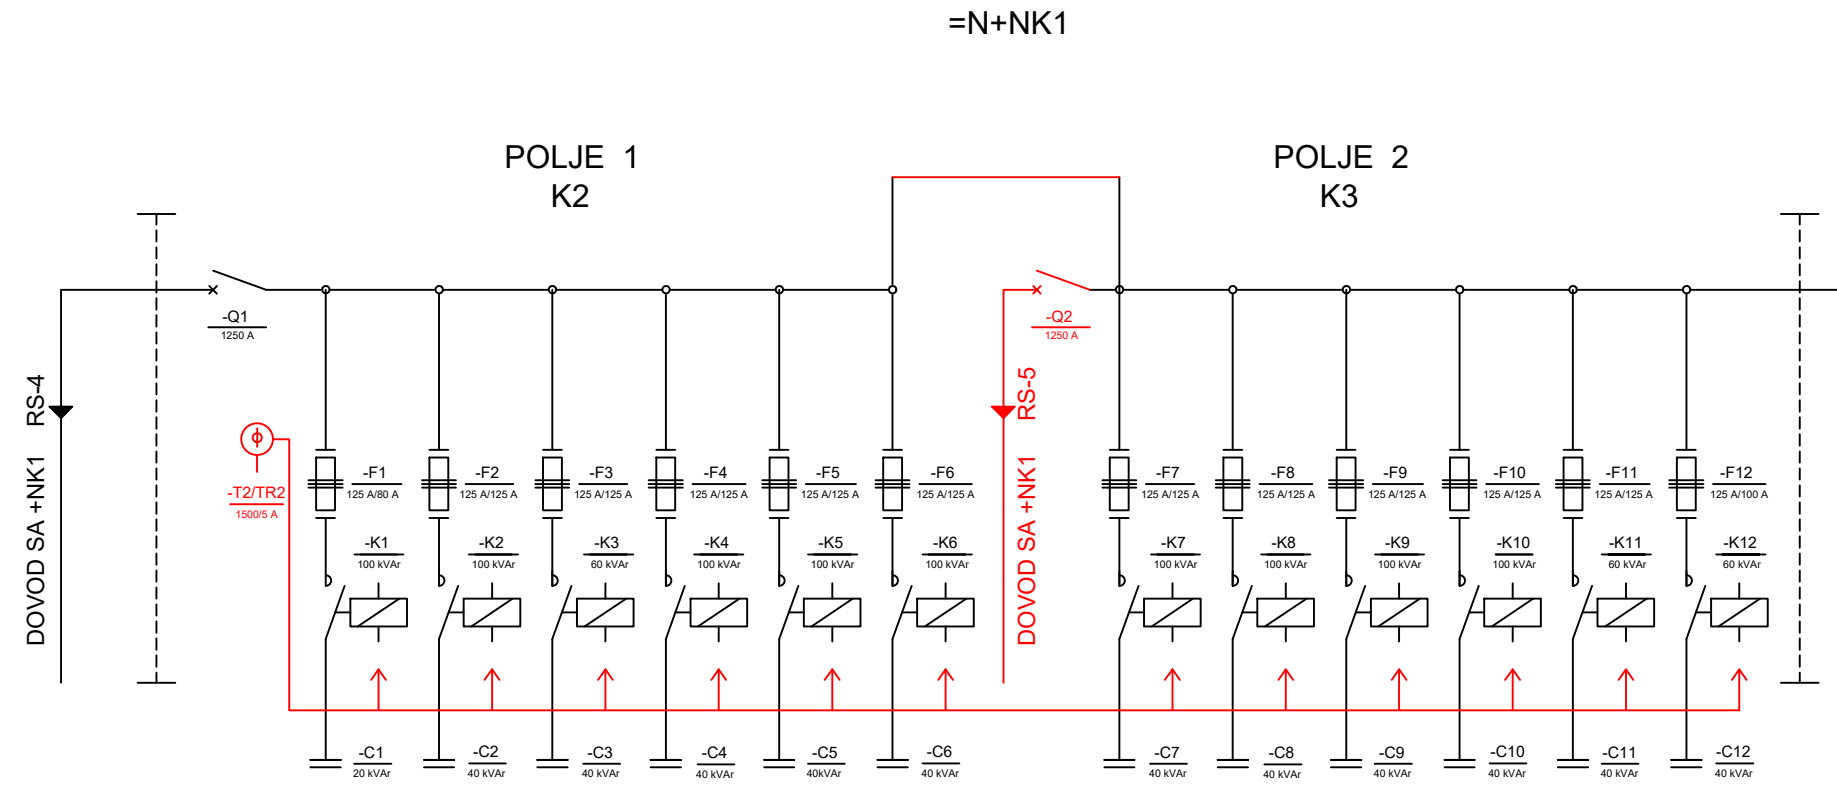 =N+NK1
POLJE 1
K2
POLJE 2
K3
-Q1
1250 A
-Q2
1250 A
DOVOD SA +NK1 RS-4
DOVOD SA +NK1 RS-5
-T2/TR2
1500/5 A
-F1
125 A/80 A
-F2
125 A/125 A
-F3
125 A/125 A
-F4
125 A/125 A
-F5
125 A/125 A
-F6
125 A/125 A
-F7
125 A/125 A
-F8
125 A/125 A
-F9
125 A/125 A
-F10
125 A/125 A
-F11
125 A/125 A
-F12
125 A/100 A
-K1
100 kVAr
-K2
100 kVAr
-K3
60 kVAr
-K4
100 kVAr
-K5
100 kVAr
-K6
100 kVAr
-K7
100 kVAr
-K8
100 kVAr
-K9
100 kVAr
-K10
100 kVAr
-K11
60 kVAr
-K12
60 kVAr
-C1
20 kVAr
-C2
40 kVAr
-C3
40 kVAr
-C4
40 kVAr
-C5
40kVAr
-C6
40 kVAr
-C7
40 kVAr
-C8
40 kVAr
-C9
40 kVAr
-C10
40 kVAr
-C11
40 kVAr
-C12
40 kVAr